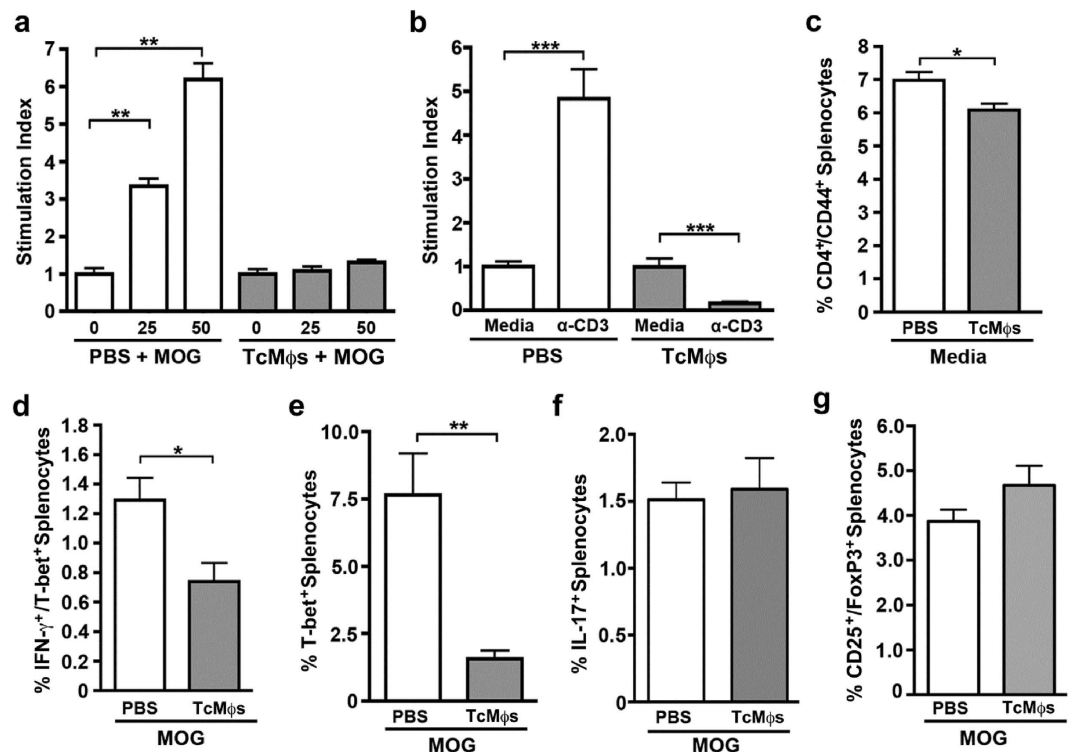 a
Stimulation Index
7
6
5
4
3
2
1
0
**
**
0 25 50 0 25 50
PBS + MOG TcMϕs + MOG
b
Stimulation Index
6
5
4
3
2
1
0
***
***
Media α-CD3 Media α-CD3
PBS TcMϕs
c
% CD4⁺/CD44⁺ Splenocytes
8
7
6
5
4
3
2
1
0
*
PBS TcMϕs
Media
d
% IFN-γ⁺/T-bet⁺Splenocytes
1.8
1.6
1.4
1.2
1.0
0.8
0.6
0.4
0.2
0
*
PBS TcMϕs
MOG
e
% T-bet⁺Splenocytes
10.0
7.5
5.0
2.5
0
**
PBS TcMϕs
MOG
f
% IL-17⁺Splenocytes
2.0
1.5
1.0
0.5
0
PBS TcMϕs
MOG
g
% CD25⁺/FoxP3⁺ Splenocytes
6.0
5.0
4.0
3.0
2.0
1.0
0
PBS TcMϕs
MOG